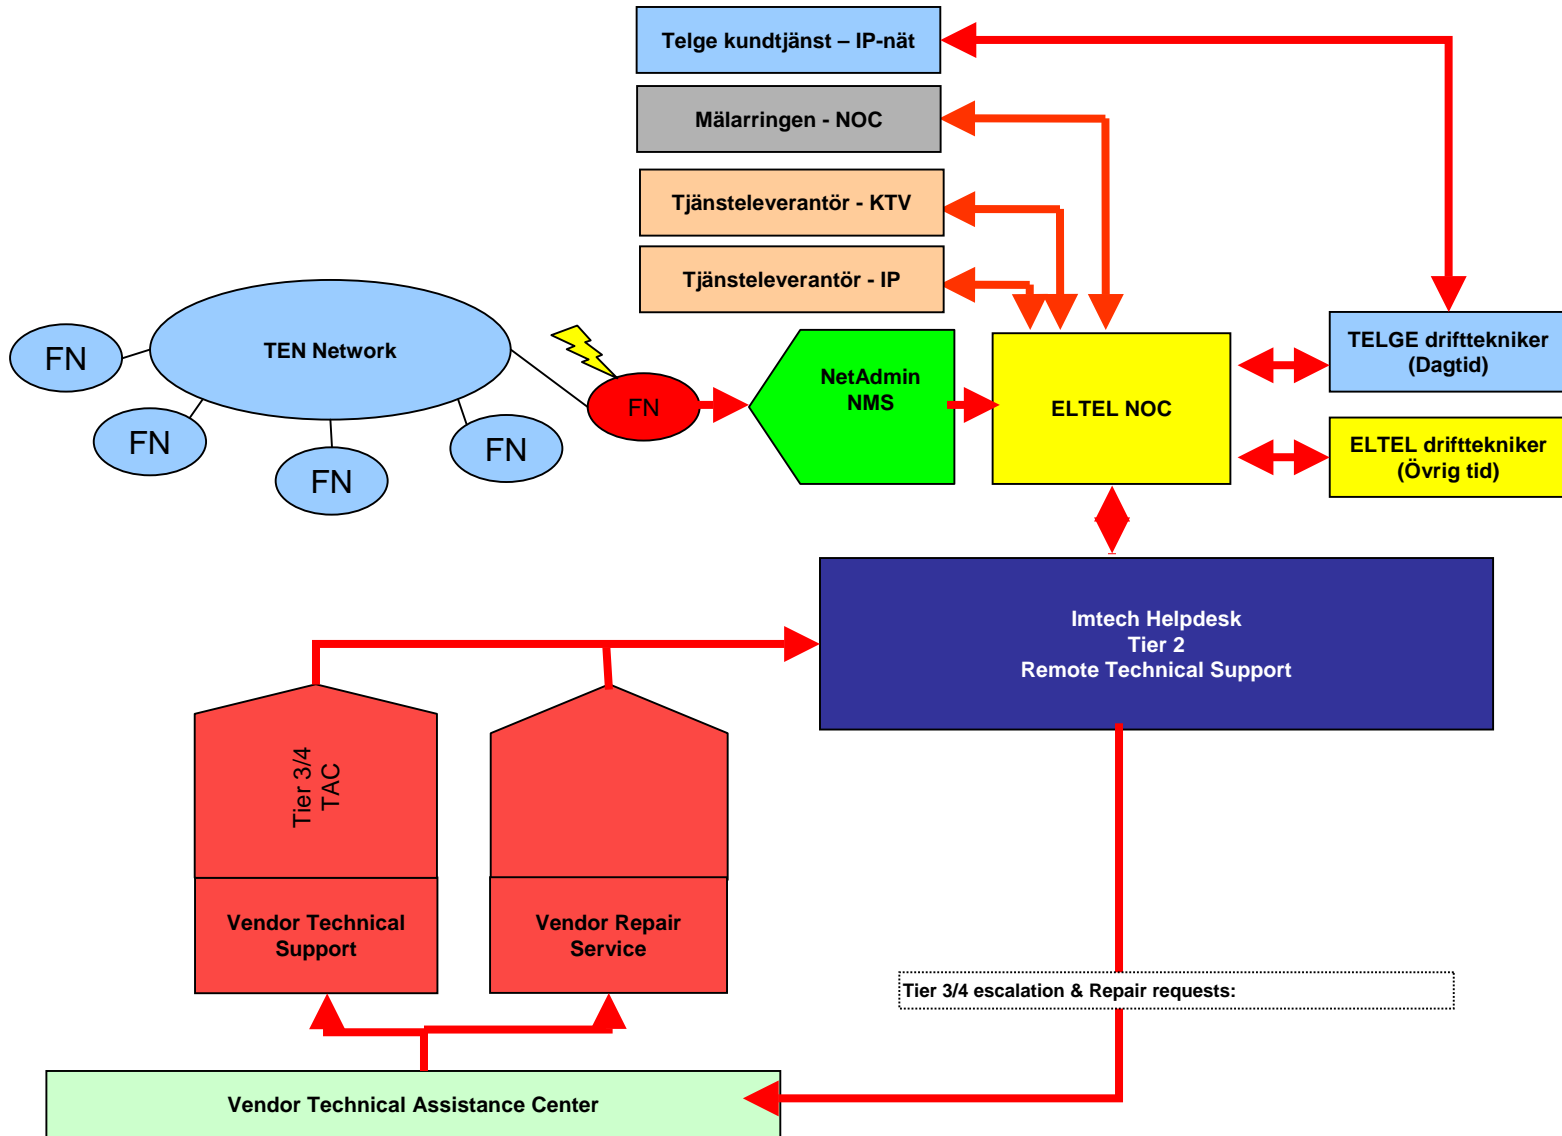 Telge kundtjänst – IP-nät
Mälarringen - NOC
Tjänsteleverantör - KTV
Tjänsteleverantör - IP
TEN Network
FN
FN
FN
FN
FN
NetAdmin
NMS
ELTEL NOC
TELGE drifttekniker
(Dagtid)
ELTEL drifttekniker
(Övrig tid)
Imtech Helpdesk
Tier 2
Remote Technical Support
Tier 3/4
TAC
Vendor Technical
Support
Vendor Repair
Service
Tier 3/4 escalation & Repair requests:
Vendor Technical Assistance Center